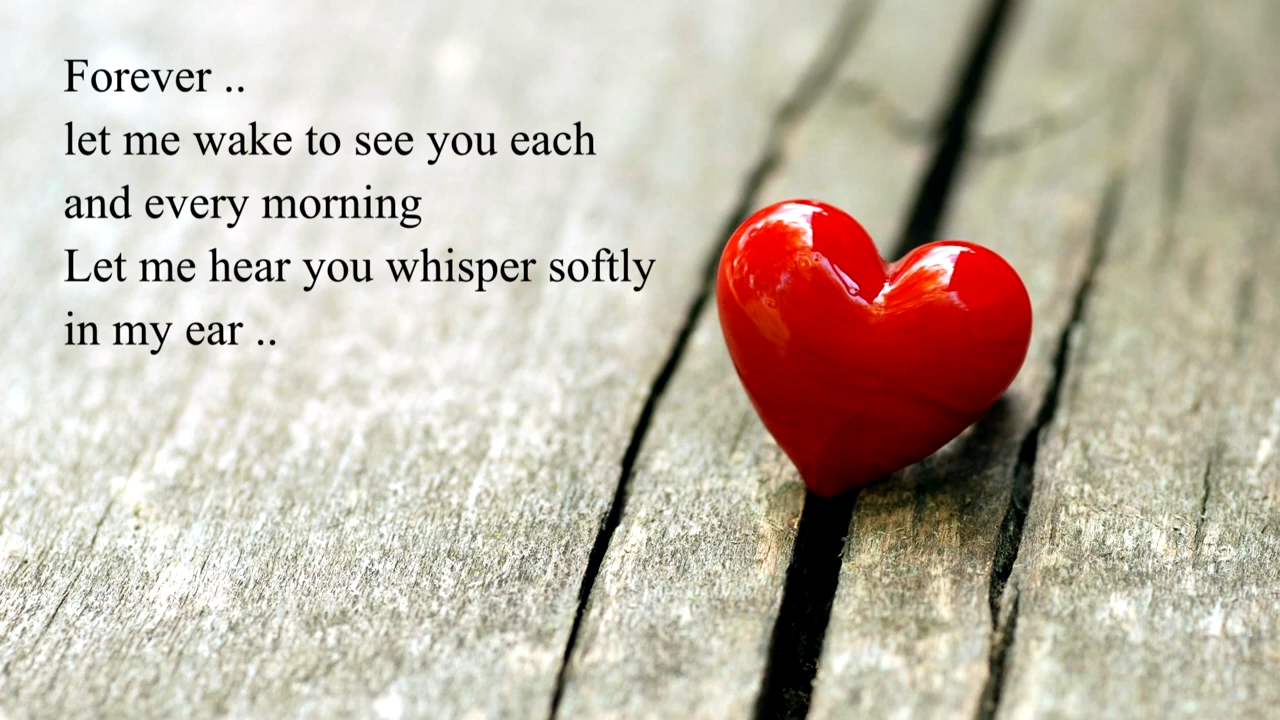 Forever ..
let me wake to see you each
and every morning
Let me hear you whisper softly
in my ear ..